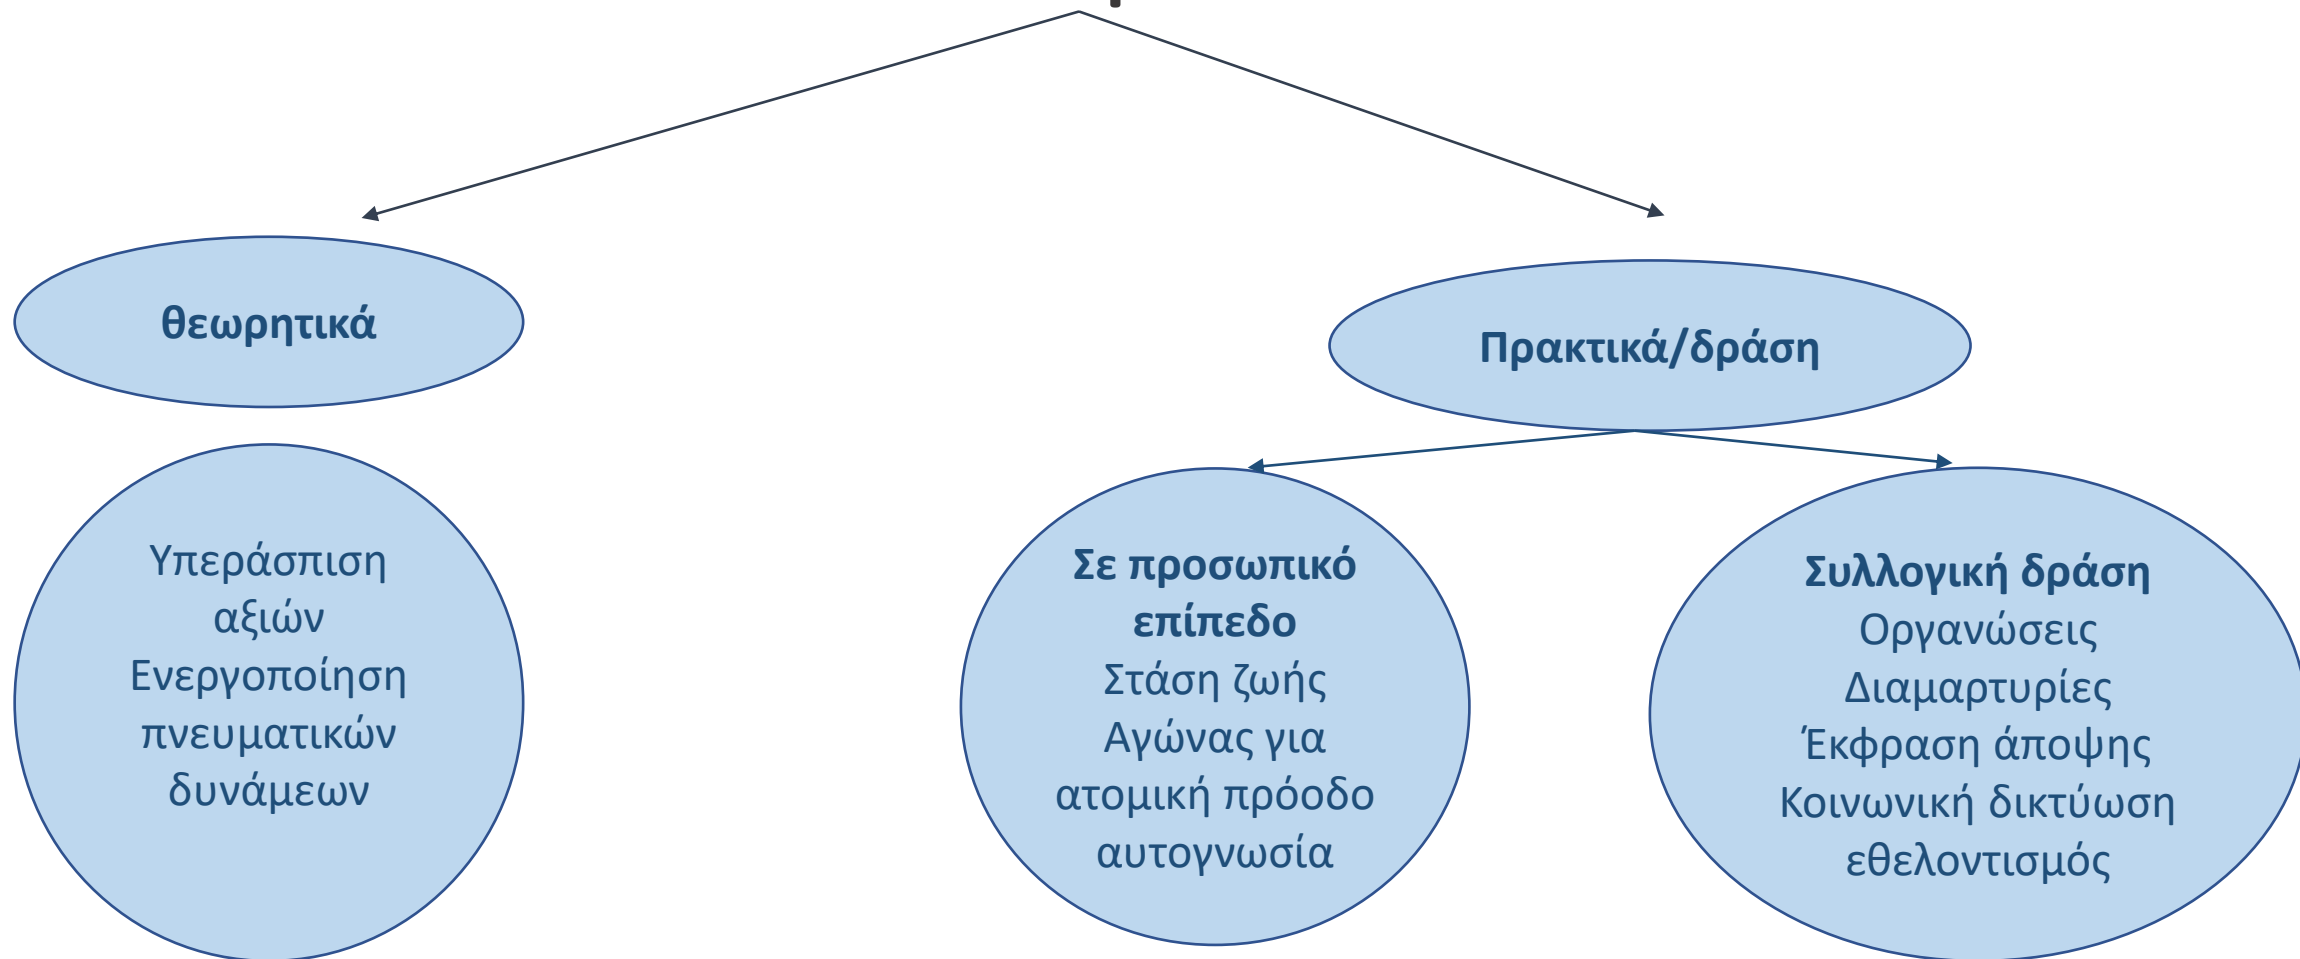 θεωρητικά
Πρακτικά/δράση
Υπεράσπιση
αξιών
Ενεργοποίηση
πνευματικών
δυνάμεων
Σε προσωπικό
επίπεδο
Στάση ζωής
Αγώνας για
ατομική πρόοδο
αυτογνωσία
Συλλογική δράση
Οργανώσεις
Διαμαρτυρίες
Έκφραση άποψης
Κοινωνική δικτύωση
εθελοντισμός